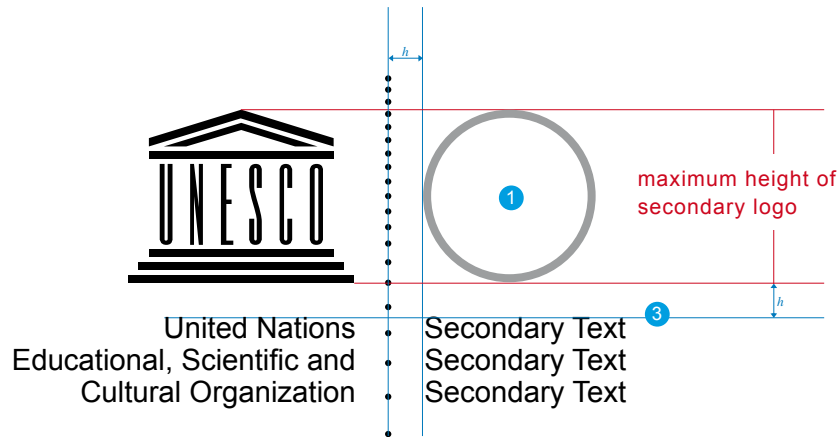 h
UNESCO
1
maximum height of
secondary logo
h
3
United Nations
Educational, Scientific and
Cultural Organization
Secondary Text
Secondary Text
Secondary Text